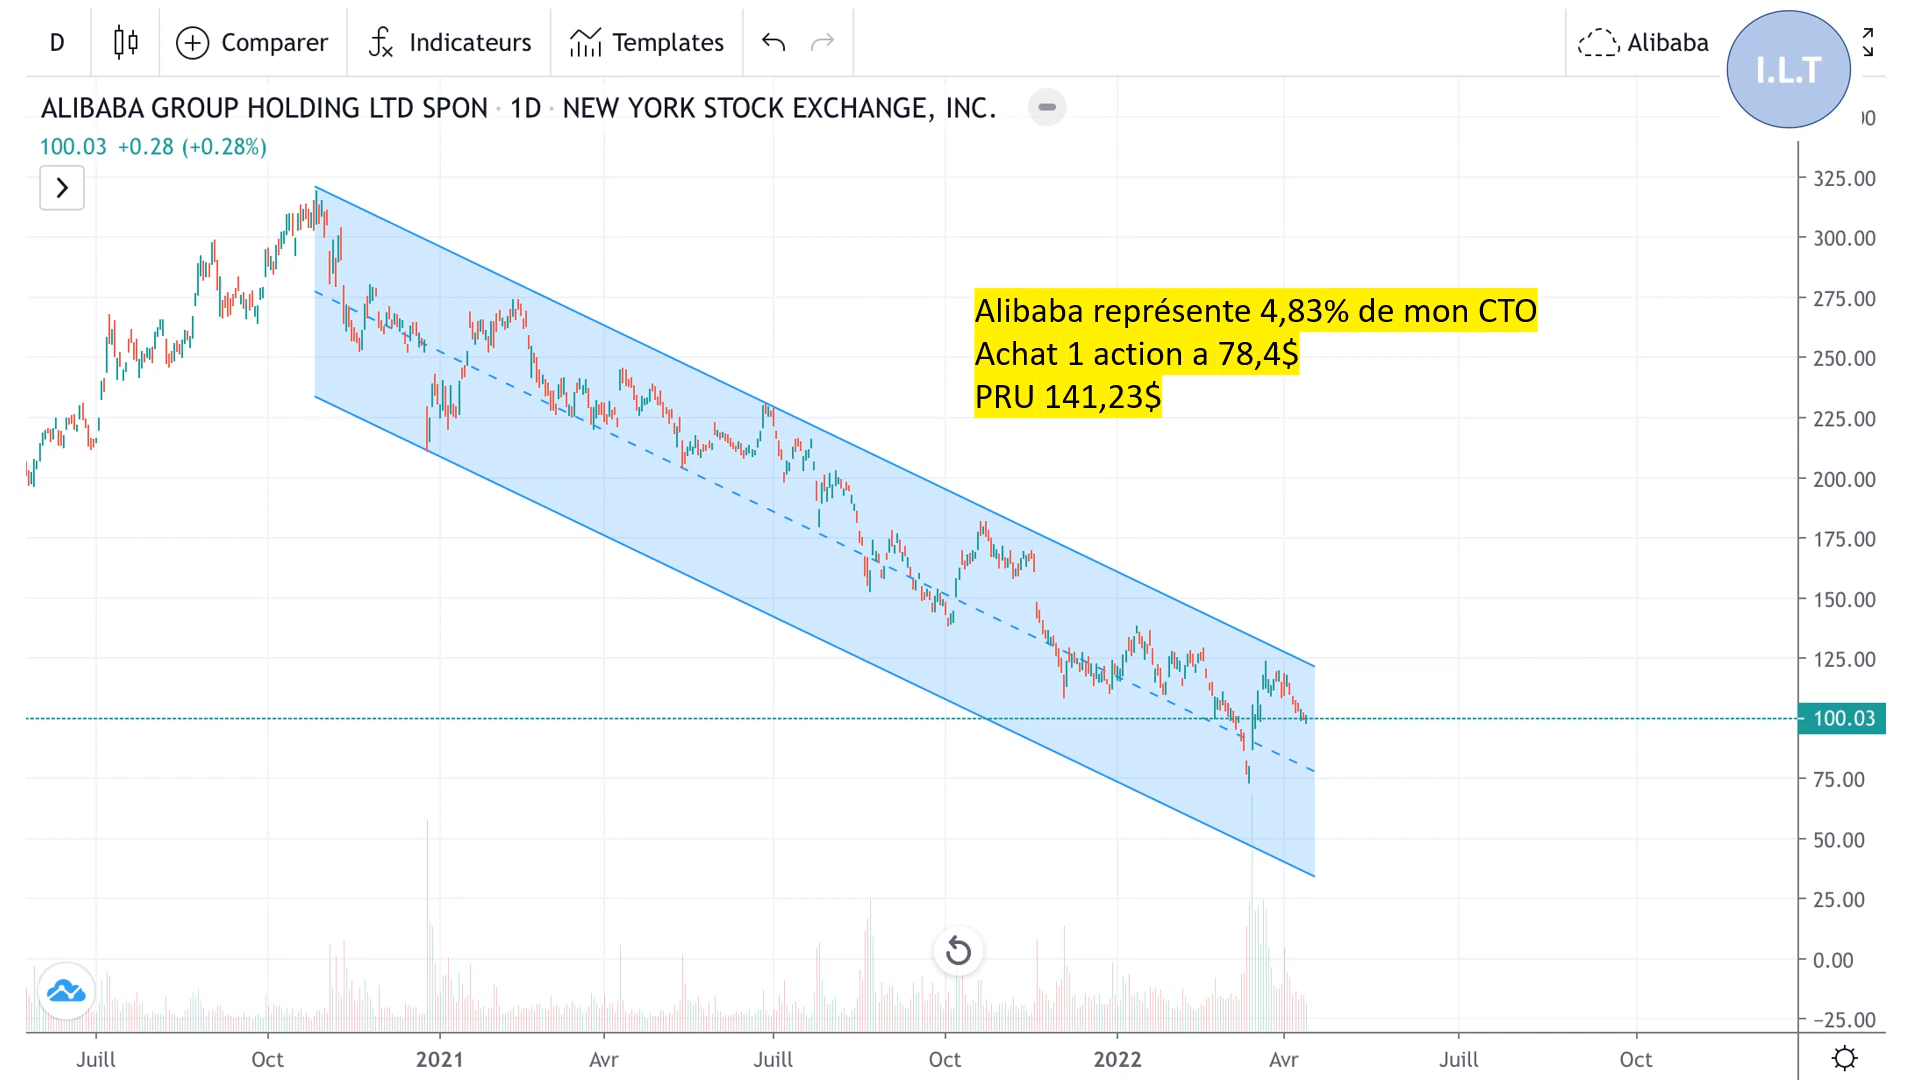 D Comparer Indicateurs Templates Alibaba
I.L.T
ALIBABA GROUP HOLDING LTD SPON · 1D · NEW YORK STOCK EXCHANGE, INC.
100.03 +0.28 (+0.28%)
325.00
300.00
275.00
250.00
225.00
200.00
175.00
150.00
125.00
100.03
75.00
50.00
25.00
0.00
−25.00
Alibaba représente 4,83% de mon CTO
Achat 1 action a 78,4$
PRU 141,23$
Juill Oct 2021 Avr Juill Oct 2022 Avr Juill Oct